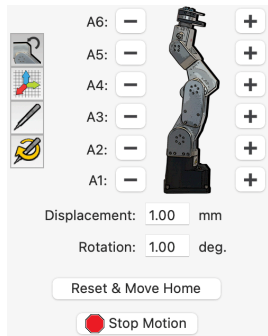 A6: − +
A5: − +
A4: − +
A3: − +
A2: − +
A1: − +
Displacement: 1.00 mm
Rotation: 1.00 deg.
Reset & Move Home
Stop Motion